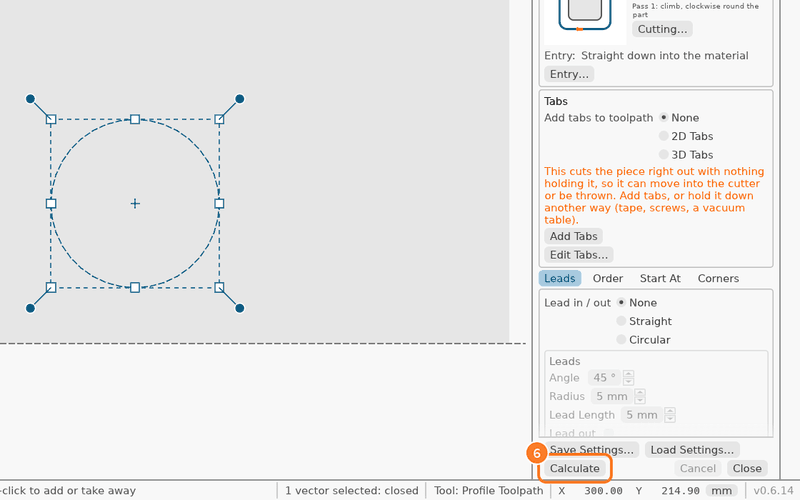 Pass 1: climb, clockwise round the
part
Cutting...
Entry: Straight down into the material
Entry...
Tabs
Add tabs to toolpath None
2D Tabs
3D Tabs
This cuts the piece right out with nothing
holding it, so it can move into the cutter
or be thrown. Add tabs, or hold it down
another way (tape, screws, a vacuum
table).
Add Tabs
Edit Tabs...
Leads Order Start At Corners
Lead in / out None
Straight
Circular
Leads
Angle 45 °
Radius 5 mm
Lead Length 5 mm
Lead out
6
Save Settings... Load Settings...
Calculate Cancel Close
-click to add or take away 1 vector selected: closed Tool: Profile Toolpath X 300.00 Y 214.90 mm v0.6.14